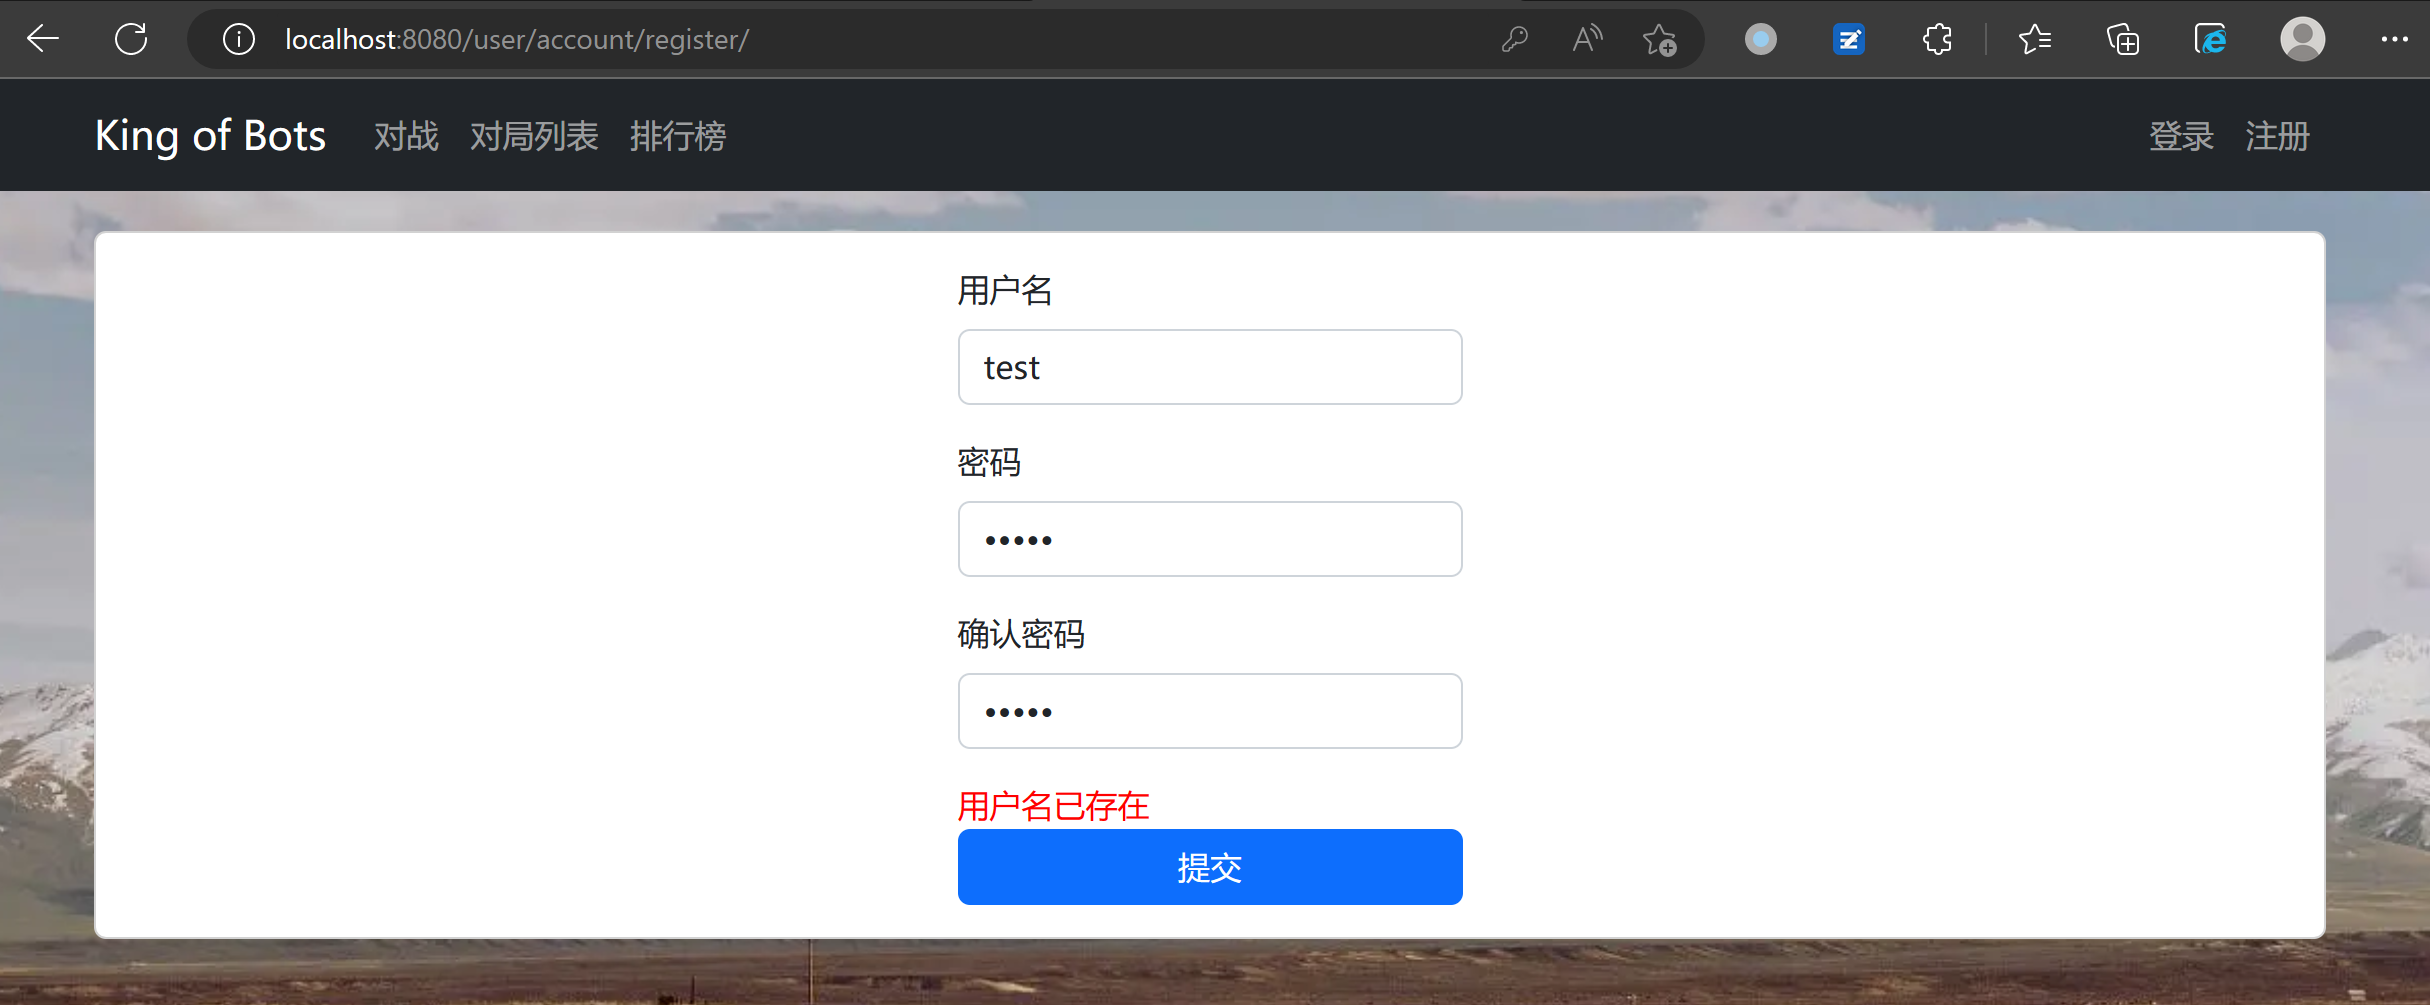 localhost:8080/user/account/register/
King of Bots 对战 对局列表 排行榜 登录 注册
用户名
test
密码
•••••
确认密码
•••••
用户名已存在
提交